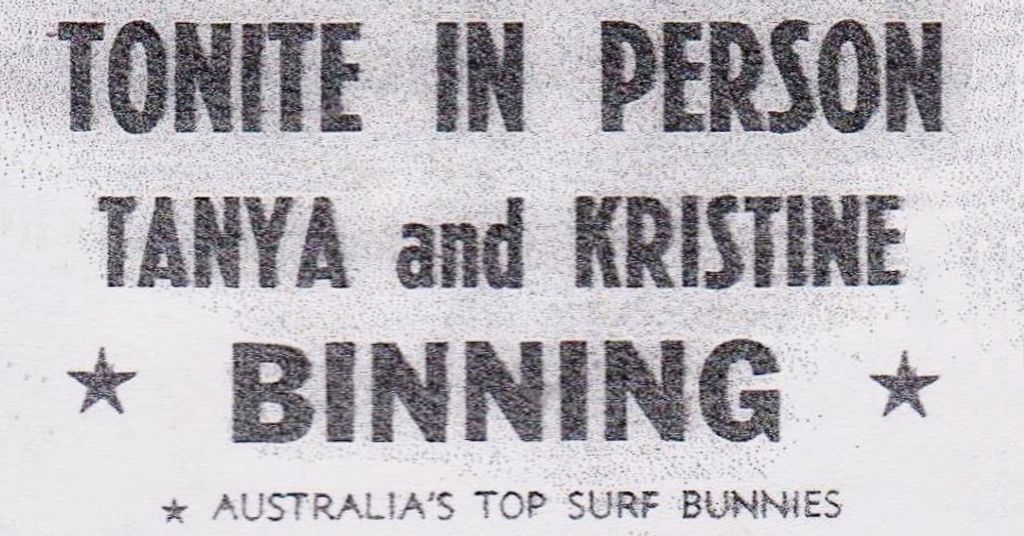 TONITE IN PERSON
TANYA and KRISTINE
★ BINNING ★
★ AUSTRALIA'S TOP SURF BUNNIES